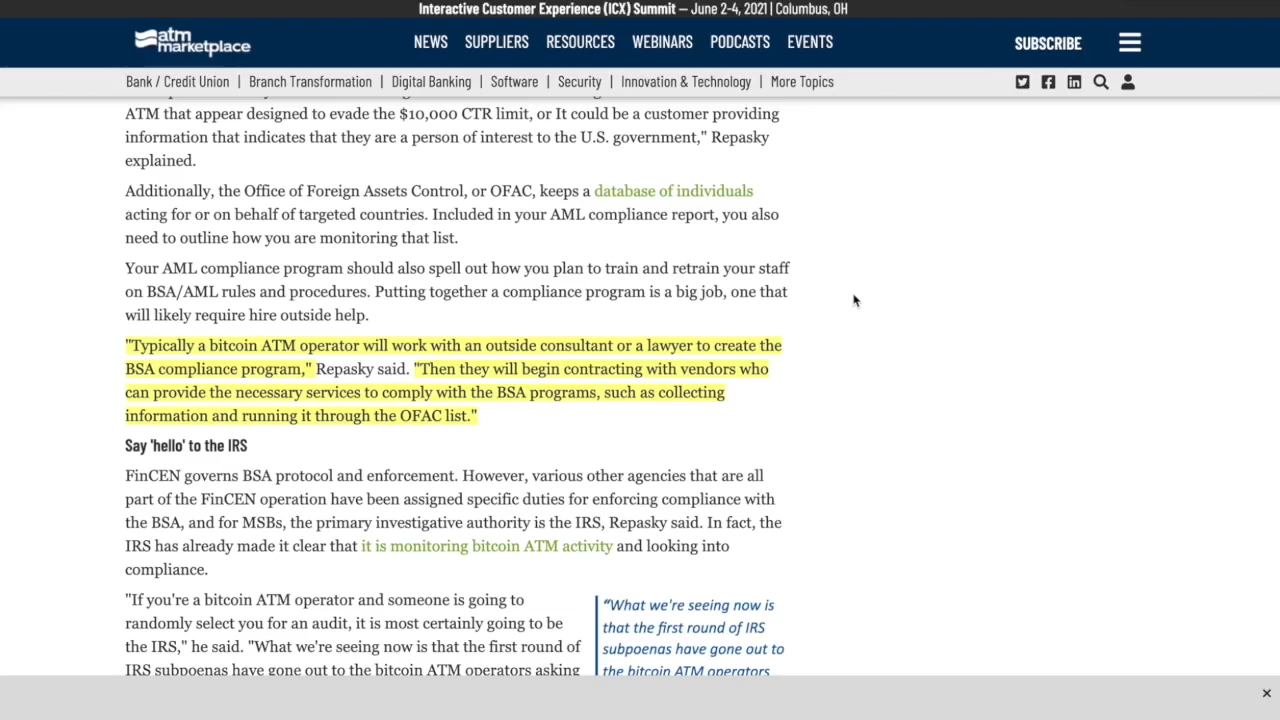 Interactive Customer Experience (ICX) Summit — June 2-4, 2021 | Columbus, OH
atm marketplace
NEWS SUPPLIERS RESOURCES WEBINARS PODCASTS EVENTS SUBSCRIBE
Bank / Credit Union | Branch Transformation | Digital Banking | Software | Security | Innovation & Technology | More Topics
ATM that appear designed to evade the $10,000 CTR limit, or It could be a customer providing
information that indicates that they are a person of interest to the U.S. government," Repasky
explained.
Additionally, the Office of Foreign Assets Control, or OFAC, keeps a database of individuals
acting for or on behalf of targeted countries. Included in your AML compliance report, you also
need to outline how you are monitoring that list.
Your AML compliance program should also spell out how you plan to train and retrain your staff
on BSA/AML rules and procedures. Putting together a compliance program is a big job, one that
will likely require hire outside help.
"Typically a bitcoin ATM operator will work with an outside consultant or a lawyer to create the
BSA compliance program," Repasky said. "Then they will begin contracting with vendors who
can provide the necessary services to comply with the BSA programs, such as collecting
information and running it through the OFAC list."
Say 'hello' to the IRS
FinCEN governs BSA protocol and enforcement. However, various other agencies that are all
part of the FinCEN operation have been assigned specific duties for enforcing compliance with
the BSA, and for MSBs, the primary investigative authority is the IRS, Repasky said. In fact, the
IRS has already made it clear that it is monitoring bitcoin ATM activity and looking into
compliance.
"If you're a bitcoin ATM operator and someone is going to
randomly select you for an audit, it is most certainly going to be
the IRS," he said. "What we're seeing now is that the first round of
IRS subpoenas have gone out to the bitcoin ATM operators asking
“What we're seeing now is
that the first round of IRS
subpoenas have gone out to
the bitcoin ATM operators